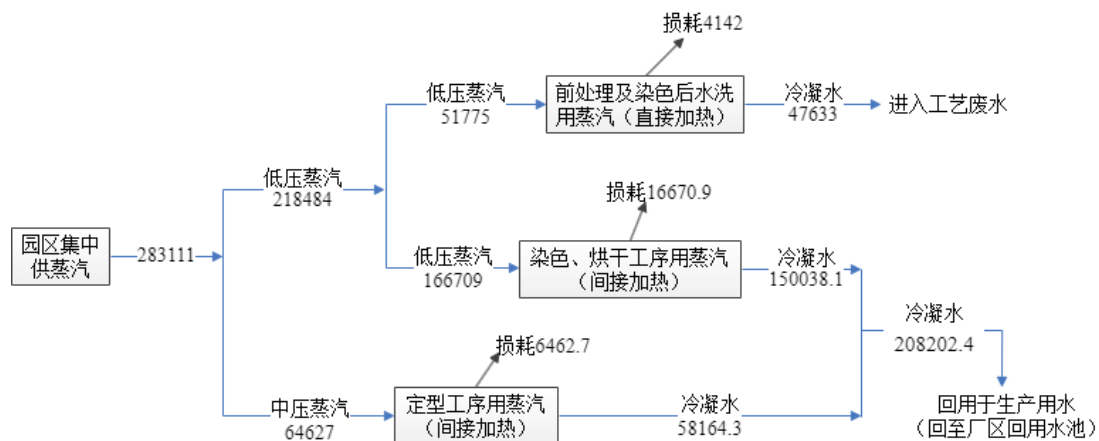 损耗4142
低压蒸汽
51775
前处理及染色后水洗
用蒸汽（直接加热）
冷凝水
47633
进入工艺废水
低压蒸汽
218484
损耗16670.9
园区集中
供蒸汽
283111
低压蒸汽
166709
染色、烘干工序用蒸汽
（间接加热）
冷凝水
150038.1
冷凝水
208202.4
损耗6462.7
中压蒸汽
64627
定型工序用蒸汽
（间接加热）
冷凝水
58164.3
回用于生产用水
（回至厂区回用水池）